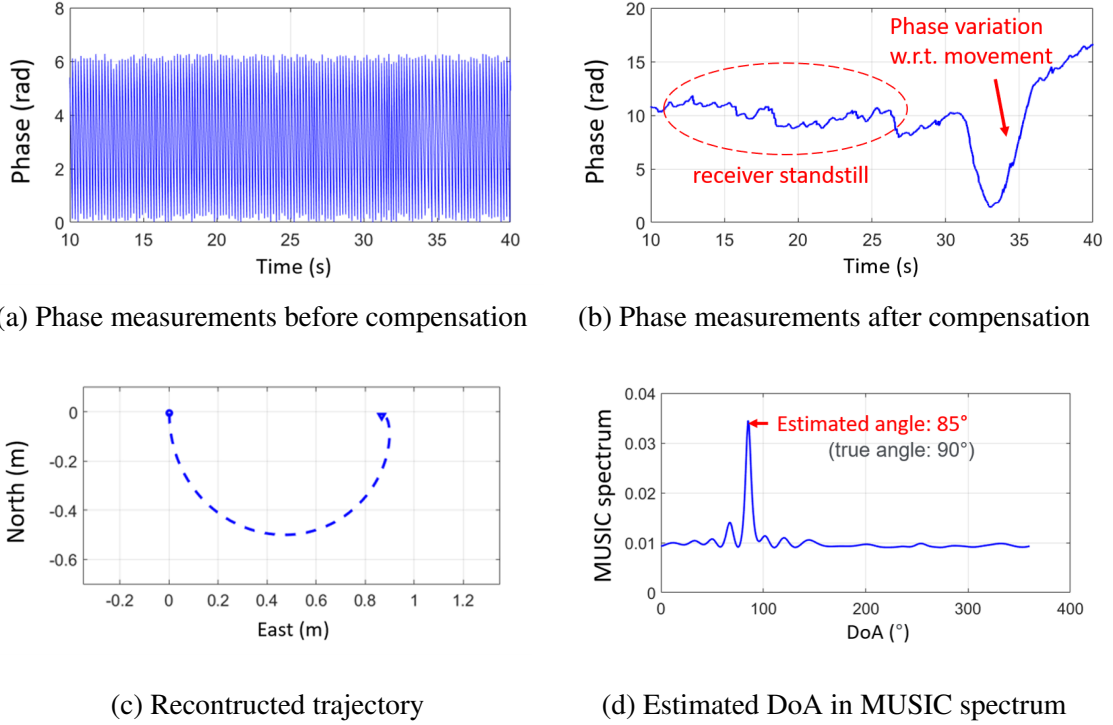 8
6
4
2
0
Phase (rad)
10 15 20 25 30 35 40
Time (s)
(a) Phase measurements before compensation
20
15
10
5
0
Phase (rad)
Phase variation
w.r.t. movement
receiver standstill
10 15 20 25 30 35 40
Time (s)
(b) Phase measurements after compensation
0
-0.2
-0.4
-0.6
North (m)
-0.2 0 0.2 0.4 0.6 0.8 1 1.2
East (m)
(c) Recontructed trajectory
0.04
0.03
0.02
0.01
0
MUSIC spectrum
Estimated angle: 85°
(true angle: 90°)
0 100 200 300 400
DoA (°)
(d) Estimated DoA in MUSIC spectrum